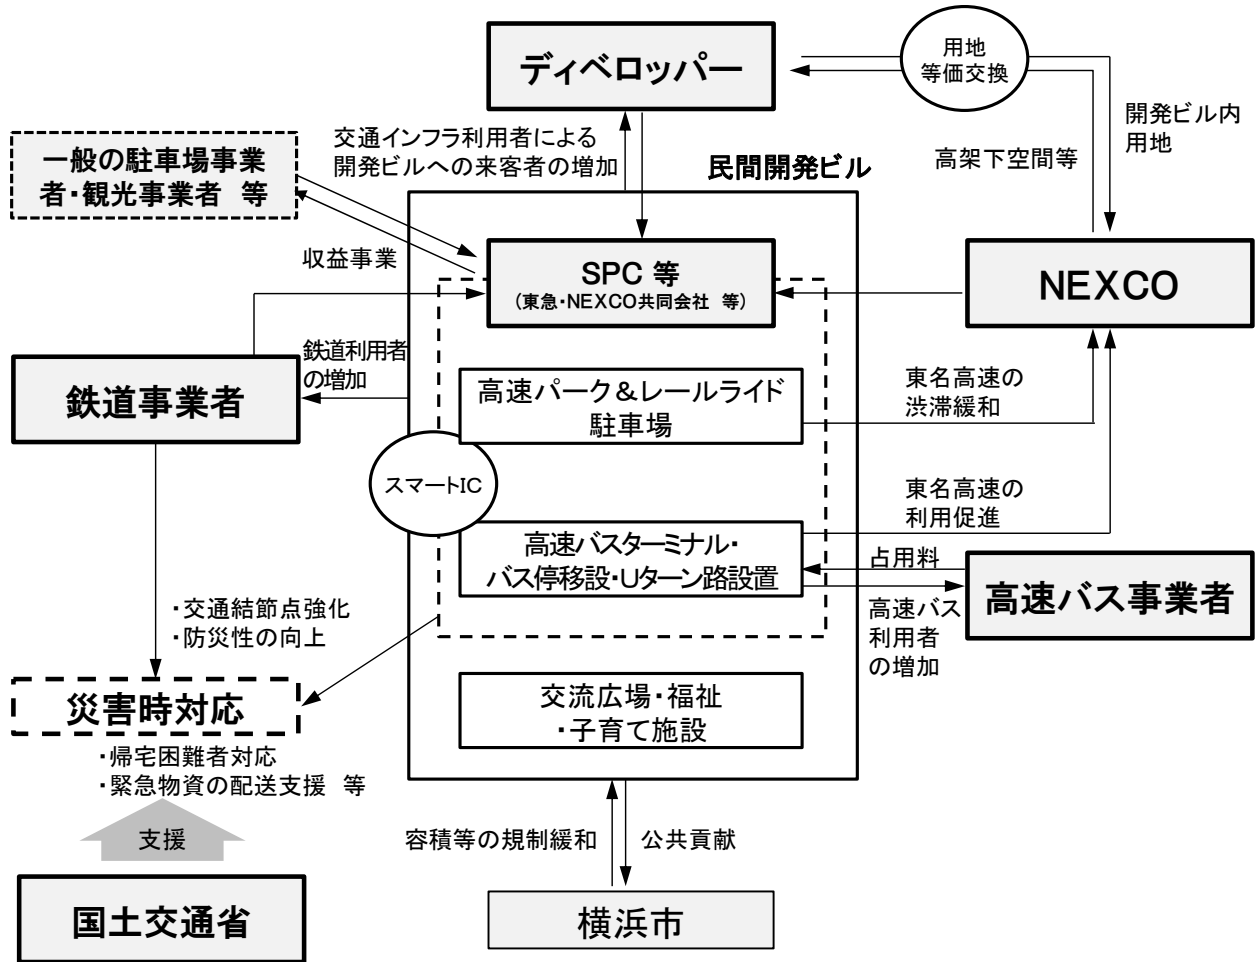 ディベロッパー
用地
等価交換
開発ビル内
用地
高架下空間等
交通インフラ利用者による
開発ビルへの来客者の増加
民間開発ビル
一般の駐車場事業
者・観光事業者 等
収益事業
SPC 等
(東急・NEXCO共同会社 等)
NEXCO
鉄道利用者
の増加
鉄道事業者
高速パーク&レールライド
駐車場
東名高速の
渋滞緩和
スマートIC
東名高速の
利用促進
高速バスターミナル・
バス停移設・Uターン路設置
占用料
高速バス事業者
高速バス
利用者
の増加
・交通結節点強化
・防災性の向上
災害時対応
・帰宅困難者対応
・緊急物資の配送支援 等
交流広場・福祉
・子育て施設
支援
容積等の規制緩和
公共貢献
国土交通省
横浜市